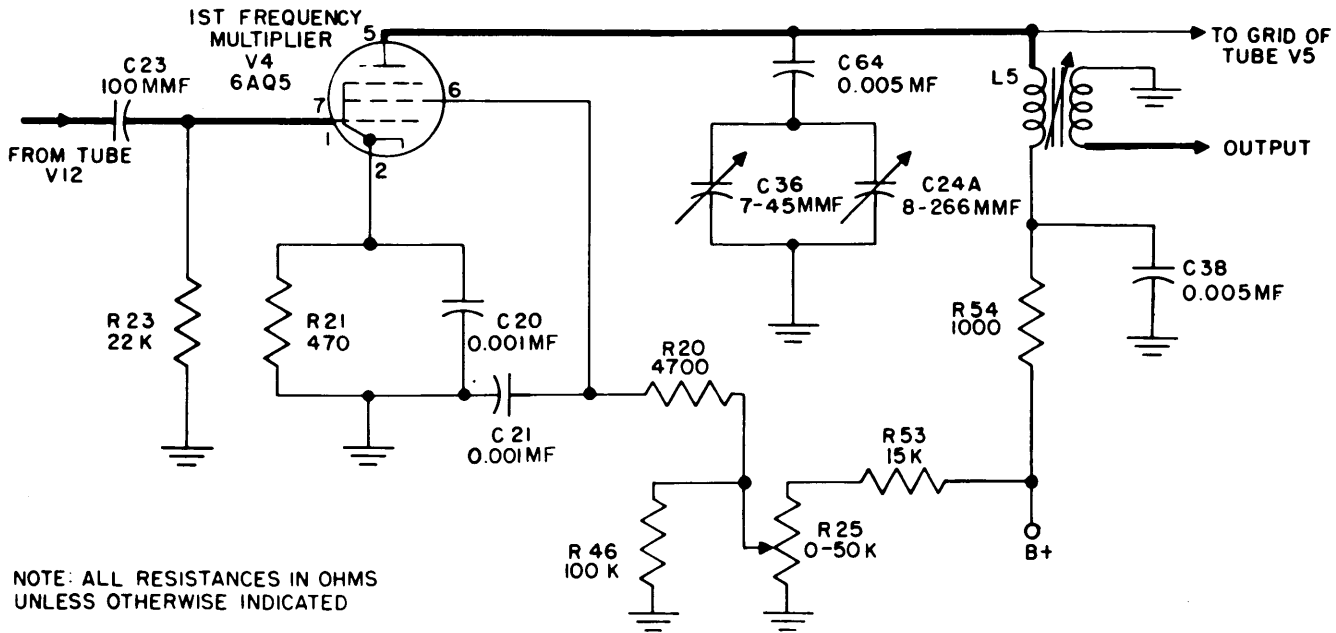 1ST FREQUENCY
MULTIPLIER
V4
6AQ5
5
6
7
1
2
C23
100MMF
FROM TUBE
V12
R23
22K
R21
470
C20
0.001MF
C21
0.001MF
R20
4700
C64
0.005MF
C36
7-45MMF
C24A
8-266MMF
TO GRID OF
TUBE V5
L5
OUTPUT
C38
0.005MF
R54
1000
R53
15K
R25
0-50K
R46
100K
B+
NOTE: ALL RESISTANCES IN OHMS
UNLESS OTHERWISE INDICATED